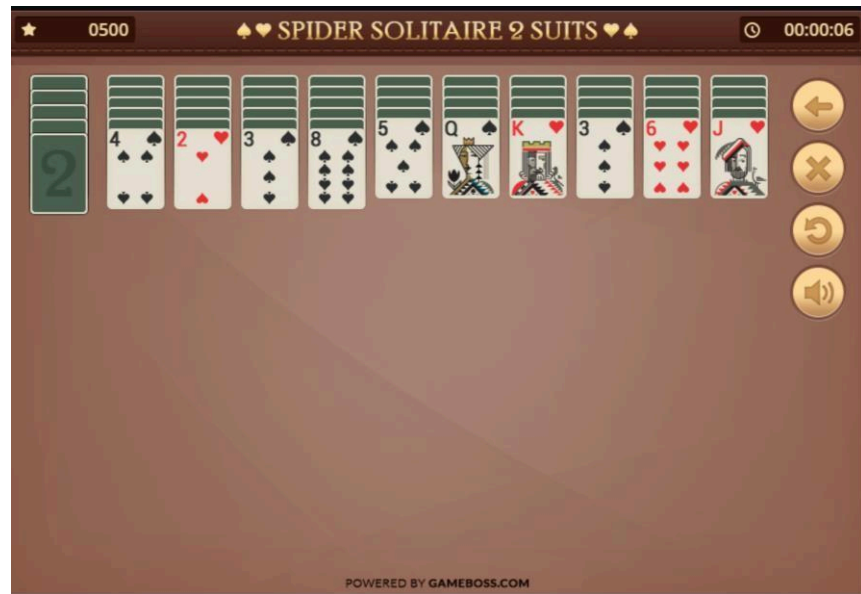 0500
♠♥ SPIDER SOLITAIRE 2 SUITS ♥♠
00:00:06
2
4 2 3 8 5 Q K 3 6 J
POWERED BY GAMEBOSS.COM